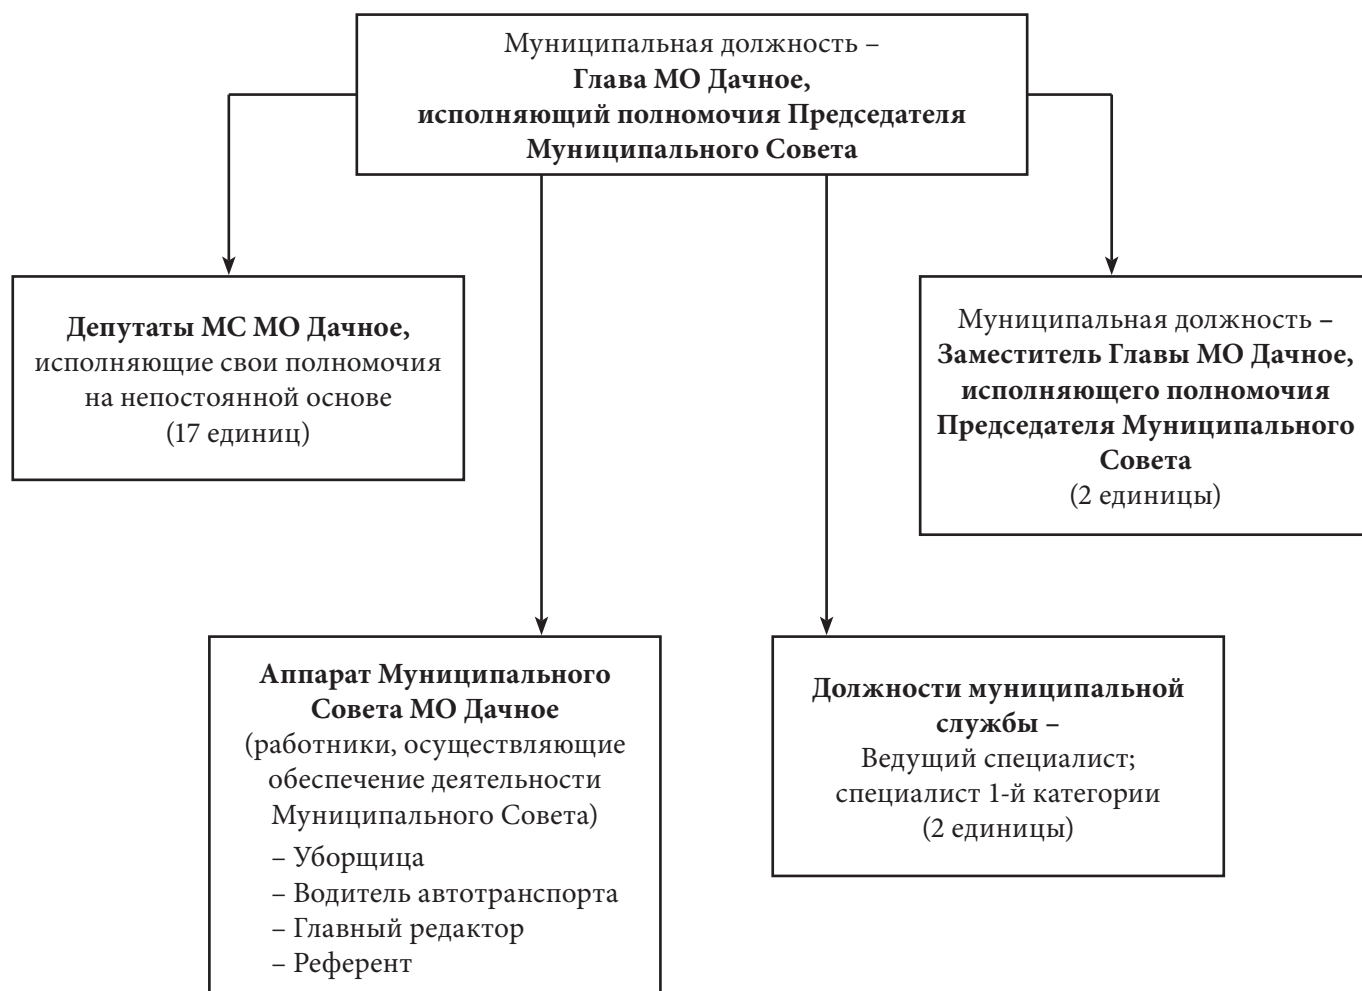 Муниципальная должность –
Глава МО Дачное,
исполняющий полномочия Председателя
Муниципального Совета
Депутаты МС МО Дачное,
исполняющие свои полномочия
на непостоянной основе
(17 единиц)
Муниципальная должность –
Заместитель Главы МО Дачное,
исполняющего полномочия
Председателя Муниципального
Совета
(2 единицы)
Аппарат Муниципального
Совета МО Дачное
(работники, осуществляющие
обеспечение деятельности
Муниципального Совета)
– Уборщица
– Водитель автотранспорта
– Главный редактор
– Референт
Должности муниципальной
службы –
Ведущий специалист;
специалист 1-й категории
(2 единицы)